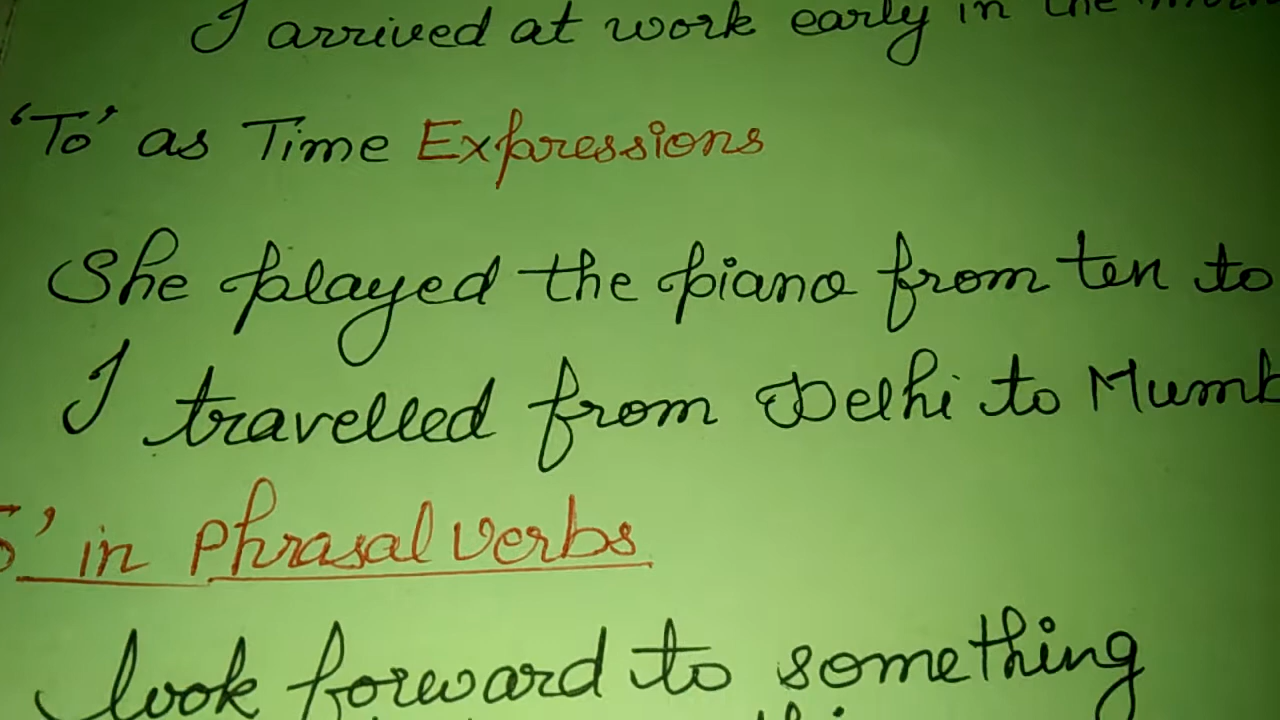 I arrived at work early in the
'To' as Time Expressions
She played the piano from ten to
I travelled from Delhi to Mumb
' in Phrasal Verbs
look forward to something